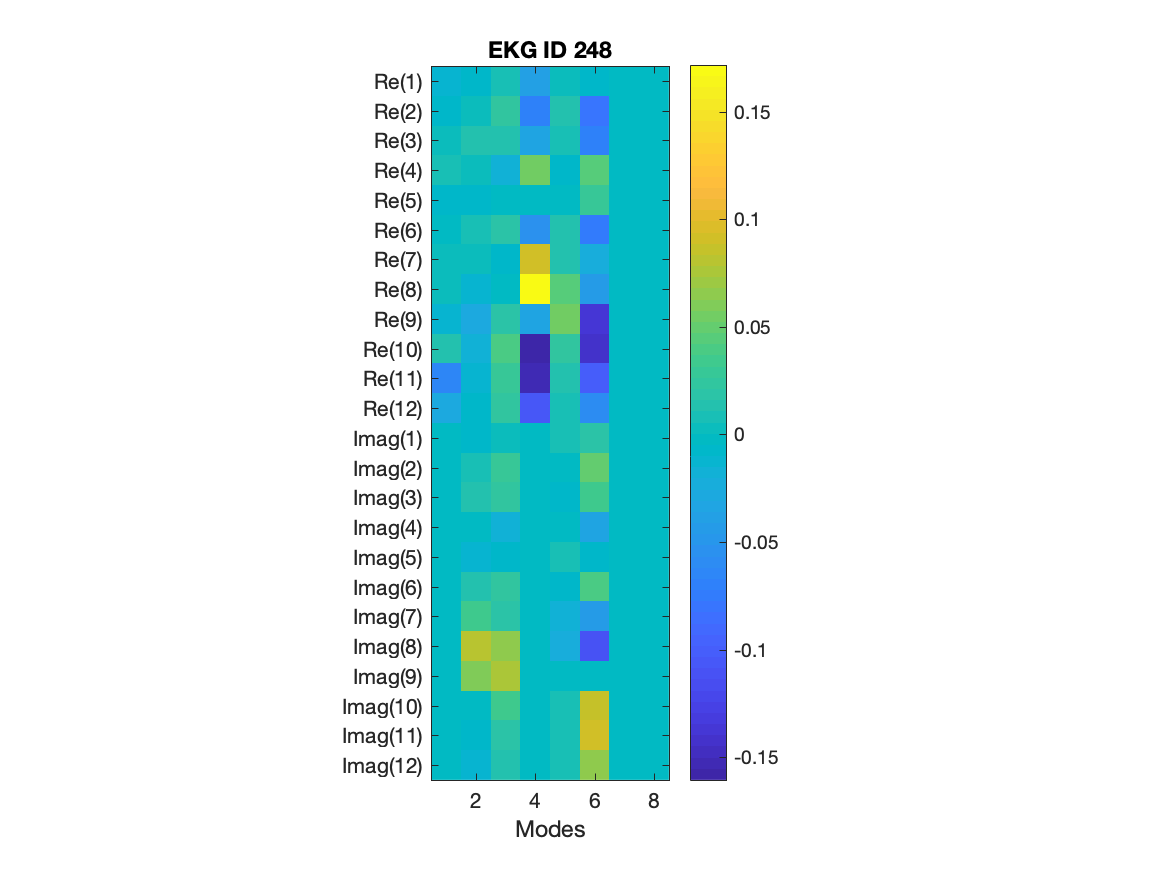 EKG ID 248
Re(1)
Re(2)
Re(3)
Re(4)
Re(5)
Re(6)
Re(7)
Re(8)
Re(9)
Re(10)
Re(11)
Re(12)
Imag(1)
Imag(2)
Imag(3)
Imag(4)
Imag(5)
Imag(6)
Imag(7)
Imag(8)
Imag(9)
Imag(10)
Imag(11)
Imag(12)
2 4 6 8
Modes
0.15
0.1
0.05
0
-0.05
-0.1
-0.15